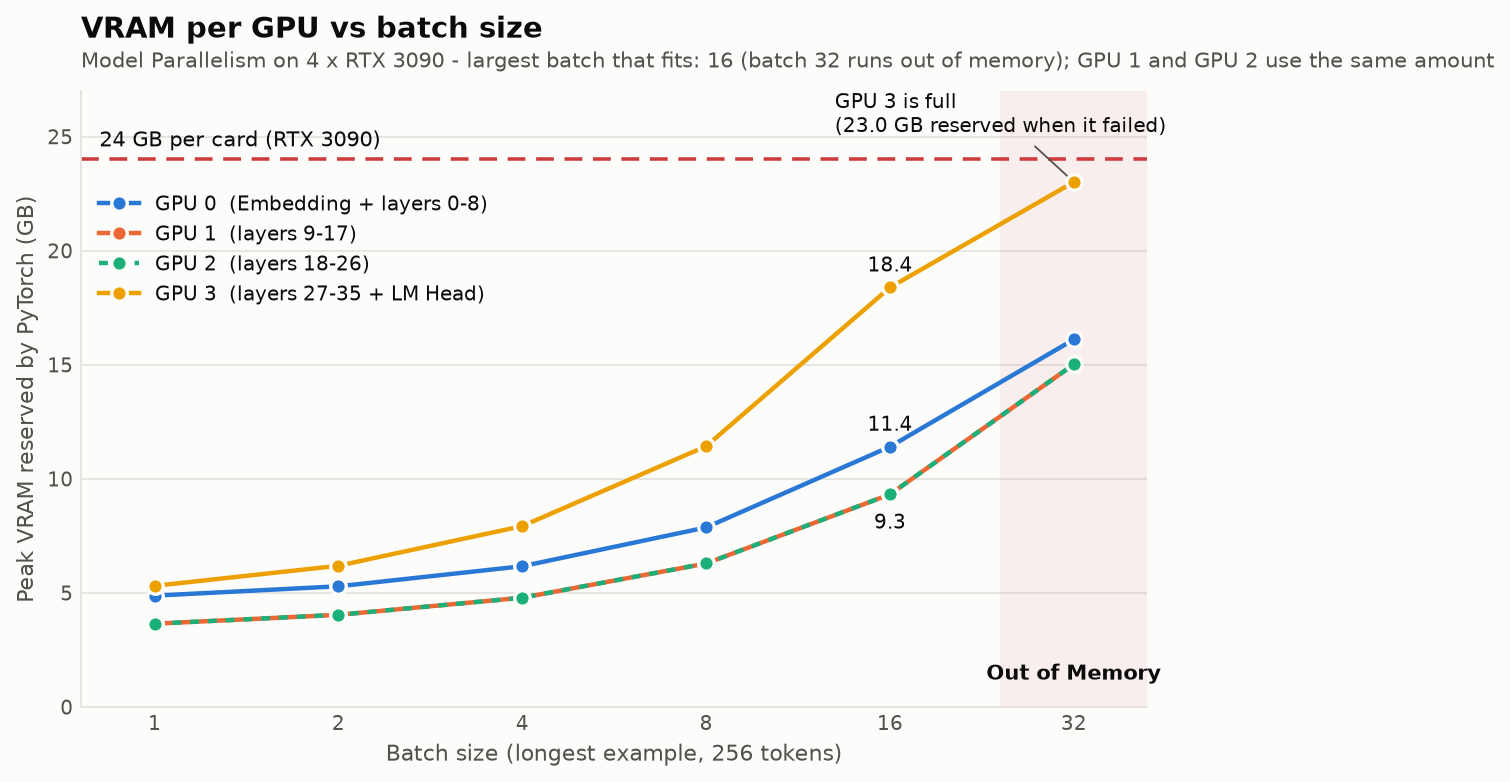 VRAM per GPU vs batch size
Model Parallelism on 4 x RTX 3090 - largest batch that fits: 16 (batch 32 runs out of memory); GPU 1 and GPU 2 use the same amount
GPU 3 is full
(23.0 GB reserved when it failed)
24 GB per card (RTX 3090)
GPU 0  (Embedding + layers 0-8)
GPU 1  (layers 9-17)
GPU 2  (layers 18-26)
GPU 3  (layers 27-35 + LM Head)
Peak VRAM reserved by PyTorch (GB)
25
20
15
10
5
0
18.4
11.4
9.3
Out of Memory
1 2 4 8 16 32
Batch size (longest example, 256 tokens)